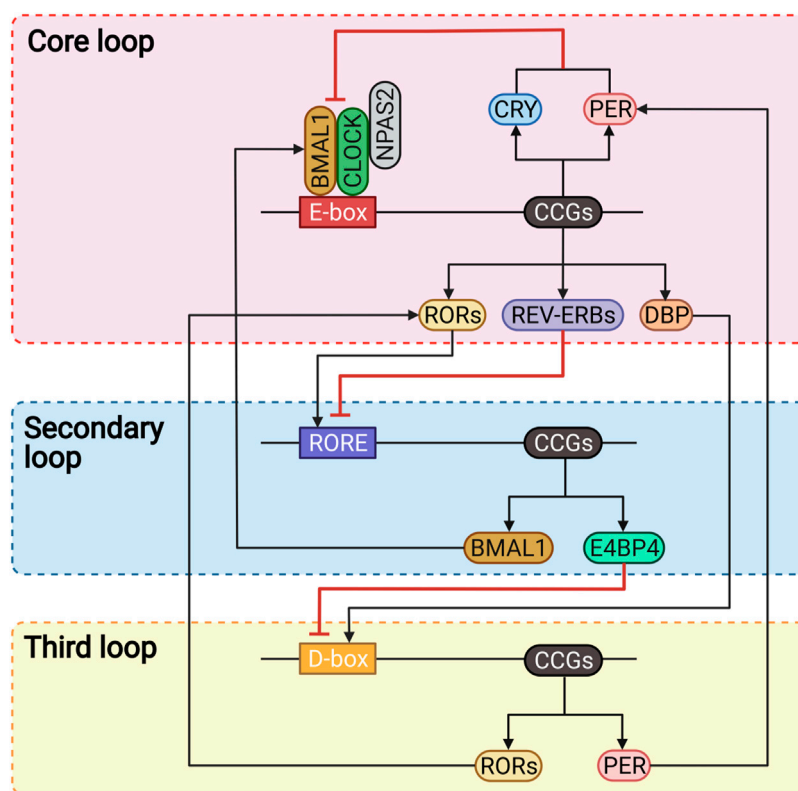 Core loop
BMAL1
CLOCK
NPAS2
CRY
PER
E-box
CCGs
RORs
REV-ERBs
DBP
Secondary
loop
RORE
CCGs
BMAL1
E4BP4
Third loop
D-box
CCGs
RORs
PER